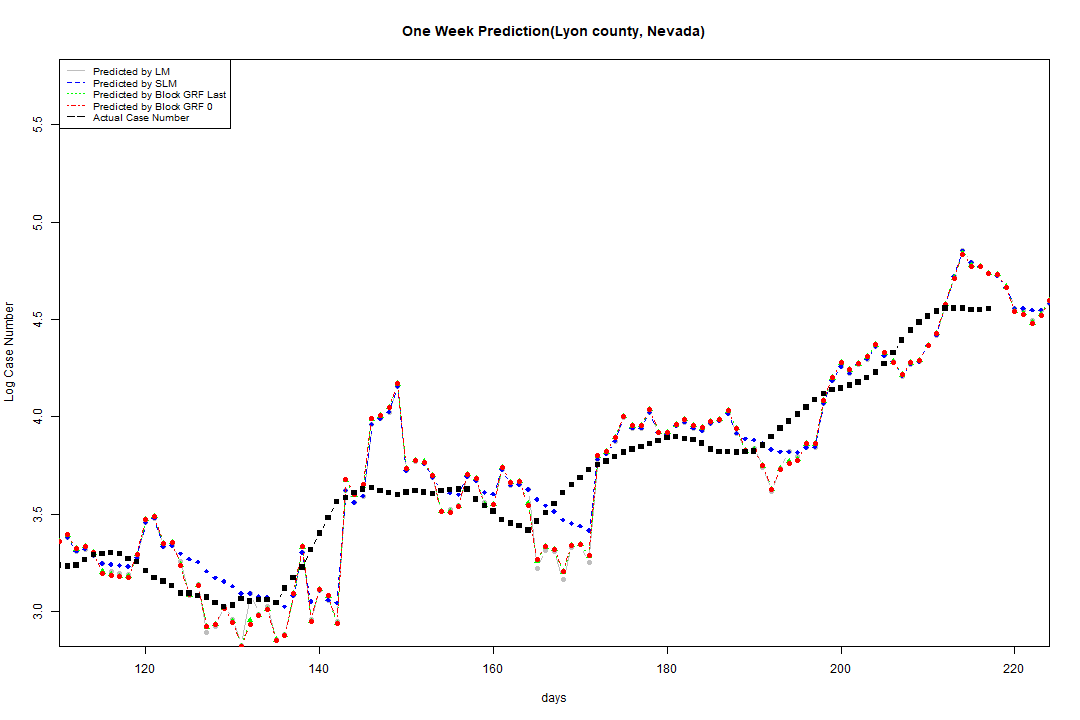 One Week Prediction(Lyon county, Nevada)
Predicted by LM
Predicted by SLM
Predicted by Block GRF Last
Predicted by Block GRF 0
Actual Case Number
5.5
5.0
4.5
4.0
3.5
3.0
Log Case Number
120 140 160 180 200 220
days